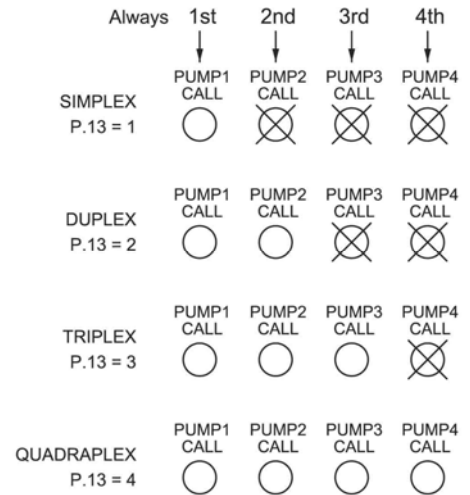 Always 1st 2nd 3rd 4th
PUMP1 PUMP2 PUMP3 PUMP4
CALL CALL CALL CALL
SIMPLEX
P.13 = 1
PUMP1 PUMP2 PUMP3 PUMP4
CALL CALL CALL CALL
DUPLEX
P.13 = 2
PUMP1 PUMP2 PUMP3 PUMP4
CALL CALL CALL CALL
TRIPLEX
P.13 = 3
PUMP1 PUMP2 PUMP3 PUMP4
CALL CALL CALL CALL
QUADRAPLEX
P.13 = 4